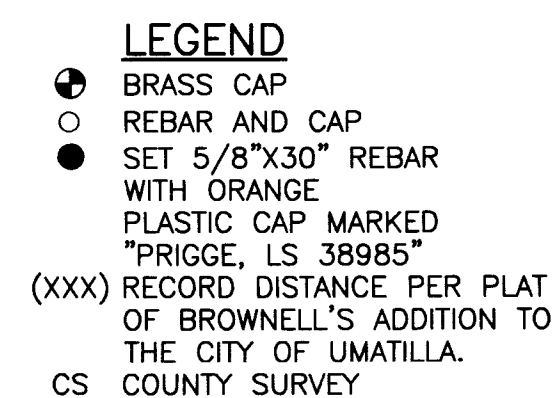 LEGEND
BRASS CAP
REBAR AND CAP
SET 5/8"X30" REBAR
WITH ORANGE
PLASTIC CAP MARKED
"PRIGGE, LS 38985"
(XXX) RECORD DISTANCE PER PLAT
OF BROWNELL'S ADDITION TO
THE CITY OF UMATILLA.
CS COUNTY SURVEY